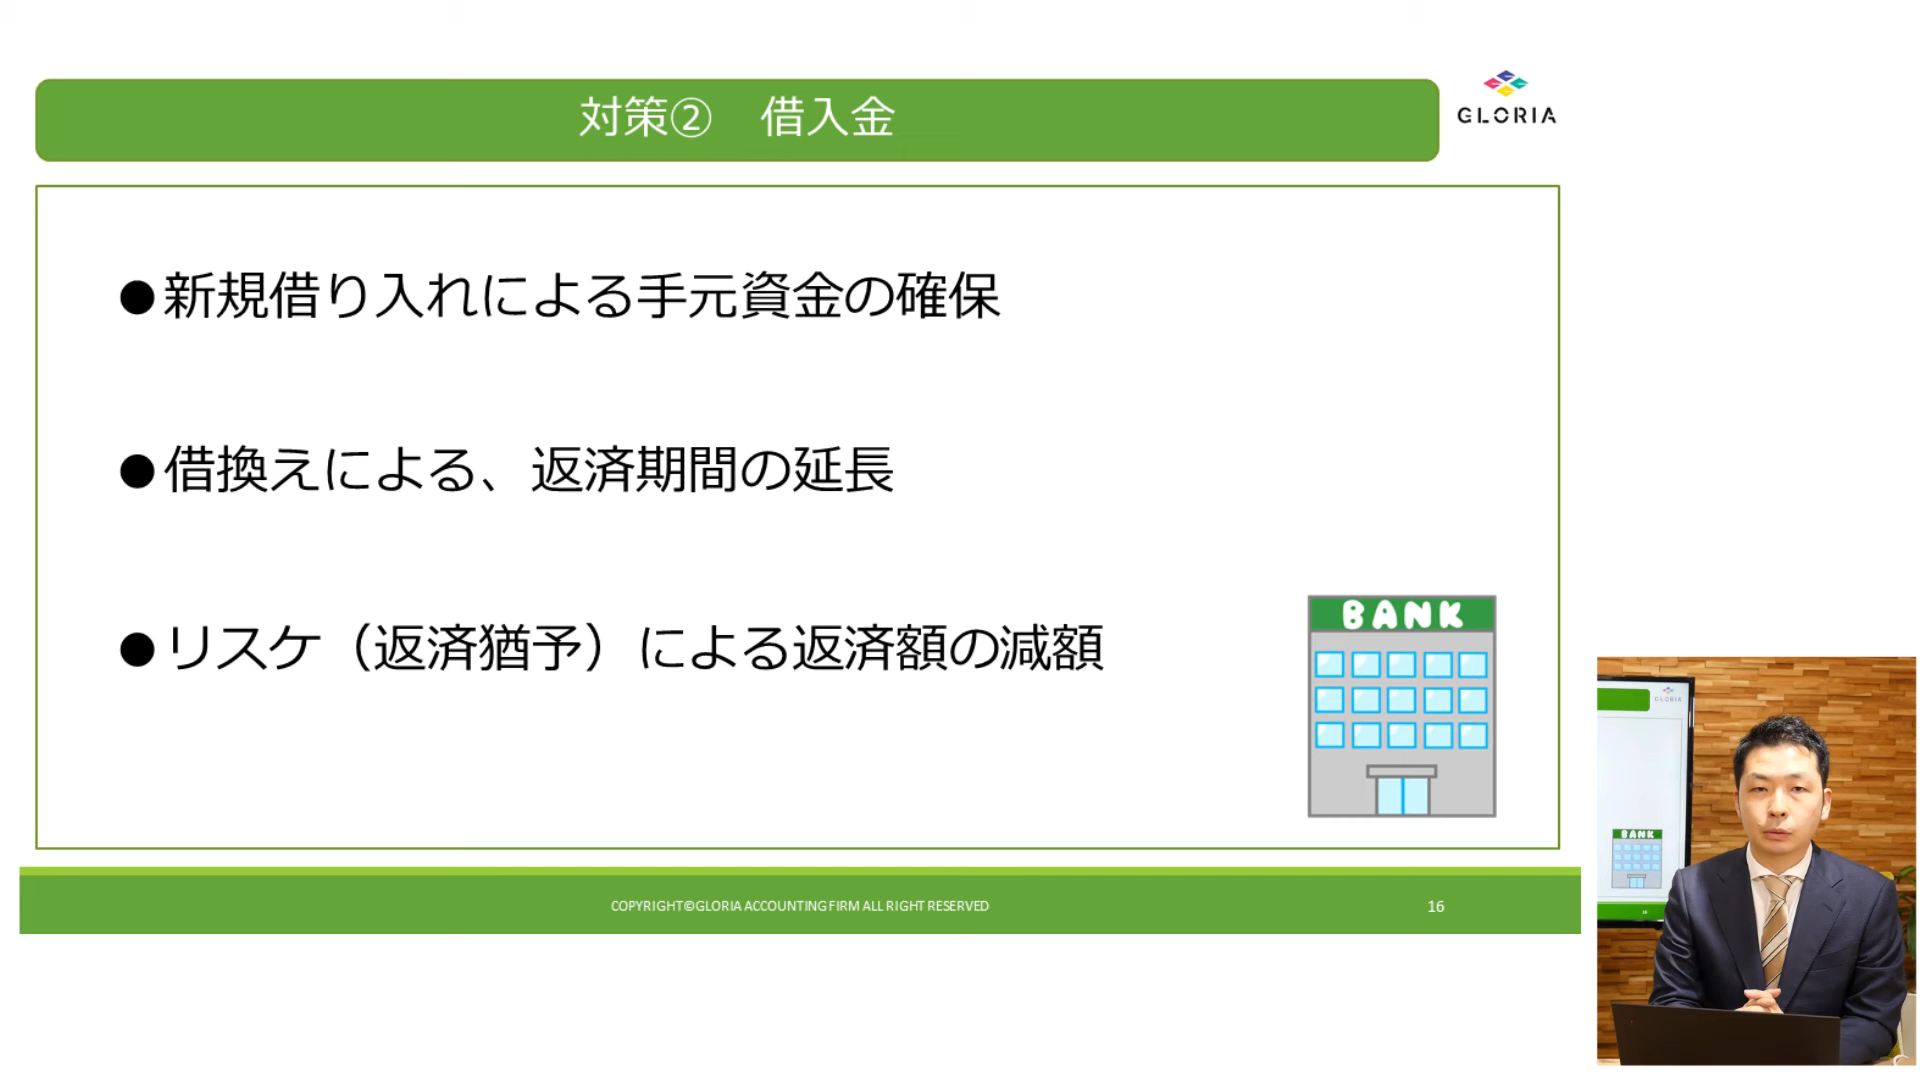 対策②　借入金
GLORIA
●新規借り入れによる手元資金の確保
●借換えによる、返済期間の延長
●リスケ（返済猶予）による返済額の減額
BANK
GLORIA
BANK
COPYRIGHT©GLORIA ACCOUNTING FIRM ALL RIGHT RESERVED
16